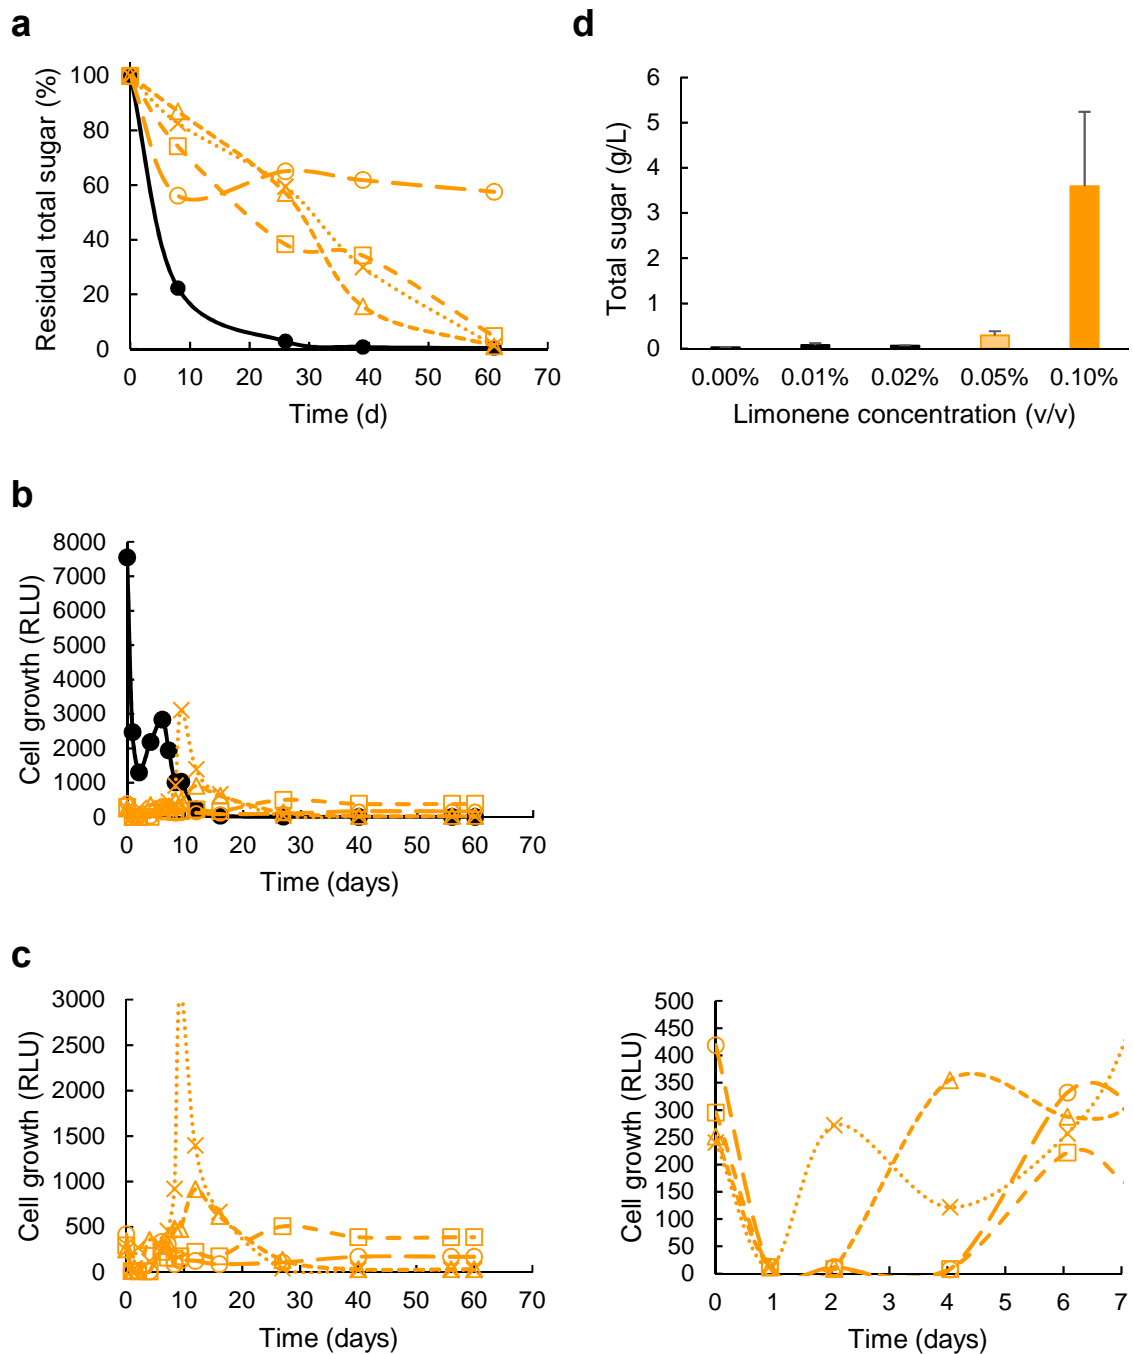 a
100
80
60
40
20
0
Residual total sugar (%)
0 10 20 30 40 50 60 70
Time (d)
d
6
5
4
3
2
1
0
Total sugar (g/L)
0.00% 0.01% 0.02% 0.05% 0.10%
Limonene concentration (v/v)
b
8000
7000
6000
5000
4000
3000
2000
1000
0
Cell growth (RLU)
0 10 20 30 40 50 60 70
Time (days)
c
3000
2500
2000
1500
1000
500
0
Cell growth (RLU)
0 10 20 30 40 50 60 70
Time (days)
500
450
400
350
300
250
200
150
100
50
0
Cell growth (RLU)
0 1 2 3 4 5 6 7
Time (days)